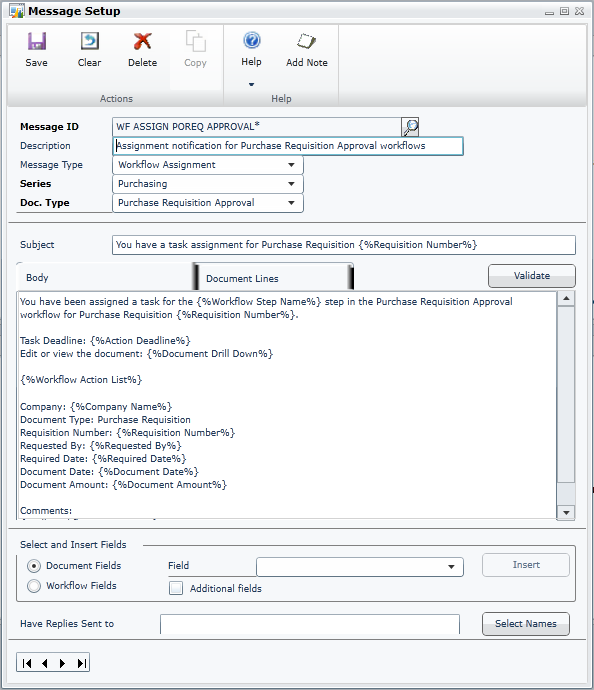 Message Setup
Save Clear Delete Copy Help Add Note
Actions Help
Message ID WF ASSIGN POREQ APPROVAL*
Description Assignment notification for Purchase Requisition Approval workflows
Message Type Workflow Assignment
Series Purchasing
Doc. Type Purchase Requisition Approval
Subject You have a task assignment for Purchase Requisition {%Requisition Number%}
Body Document Lines Validate
You have been assigned a task for the {%Workflow Step Name%} step in the Purchase Requisition Approval
workflow for Purchase Requisition {%Requisition Number%}.
Task Deadline: {%Action Deadline%}
Edit or view the document: {%Document Drill Down%}
{%Workflow Action List%}
Company: {%Company Name%}
Document Type: Purchase Requisition
Requisition Number: {%Requisition Number%}
Requested By: {%Requested By%}
Required Date: {%Required Date%}
Document Date: {%Document Date%}
Document Amount: {%Document Amount%}
Comments:
Select and Insert Fields
Document Fields Field Insert
Workflow Fields Additional fields
Have Replies Sent to Select Names